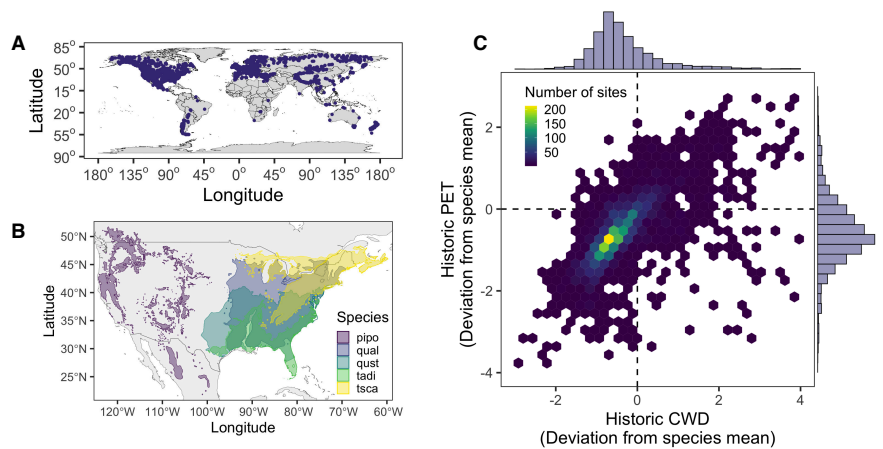 A
85°
50°
15°
20°
55°
90°
Latitude
180° 135° 90° 45° 0° 45° 90° 135° 180°
Longitude
B
50°N
45°N
40°N
35°N
30°N
25°N
Latitude
Species
pipo
qual
qust
tadi
tsca
120°W 110°W 100°W 90°W 80°W 70°W 60°W
Longitude
C
Number of sites
200
150
100
50
Historic PET
(Deviation from species mean)
2
0
-2
-4
-2 0 2 4
Historic CWD
(Deviation from species mean)